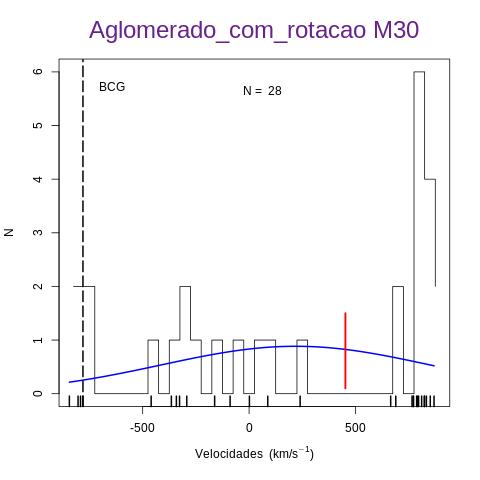 Aglomerado_com_rotacao M30
BCG
N = 28
6
5
4
3
2
1
0
N
-500 0 500
Velocidades (km/s⁻¹)